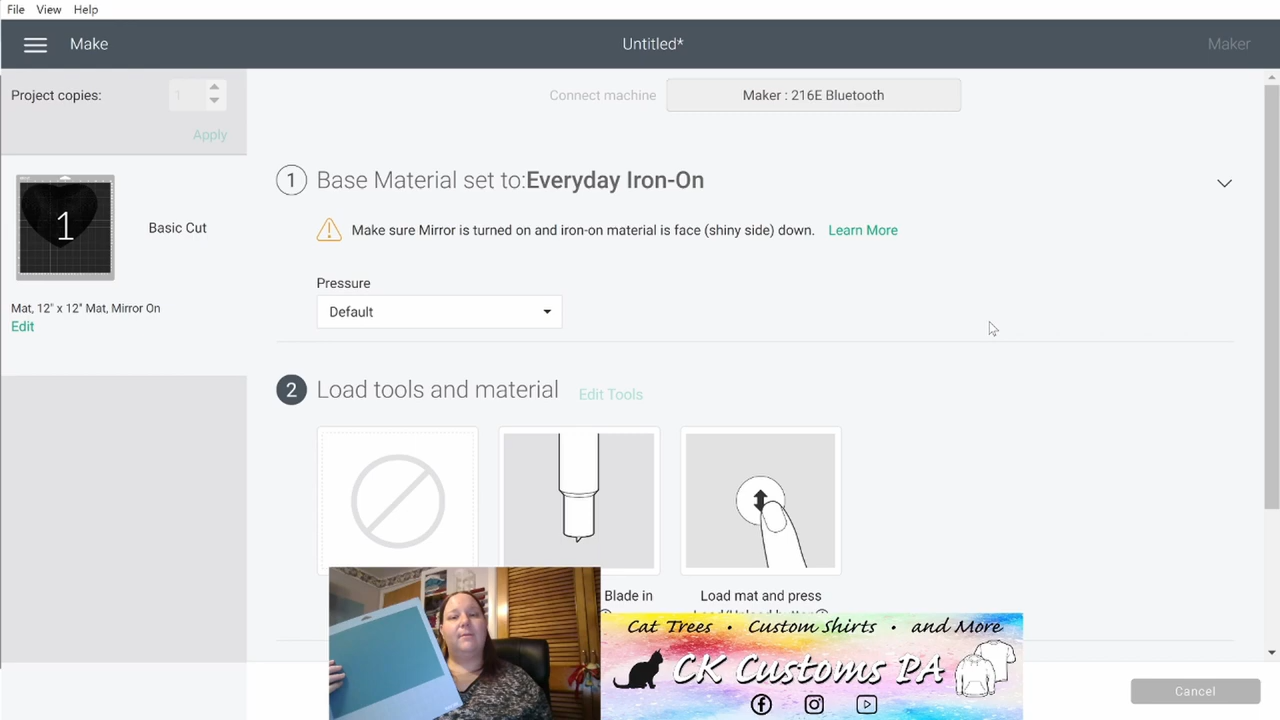 File View Help
Make
Untitled*
Maker
Project copies:
1
Apply
Connect machine
Maker : 216E Bluetooth
1 Base Material set to:Everyday Iron-On
Make sure Mirror is turned on and iron-on material is face (shiny side) down. Learn More
1
Basic Cut
Pressure
Default
Mat, 12" x 12" Mat, Mirror On
Edit
2 Load tools and material
Edit Tools
Blade in
Load mat and press
Load/Unload button
Cat Trees • Custom Shirts • and More
CK Customs PA
Cancel